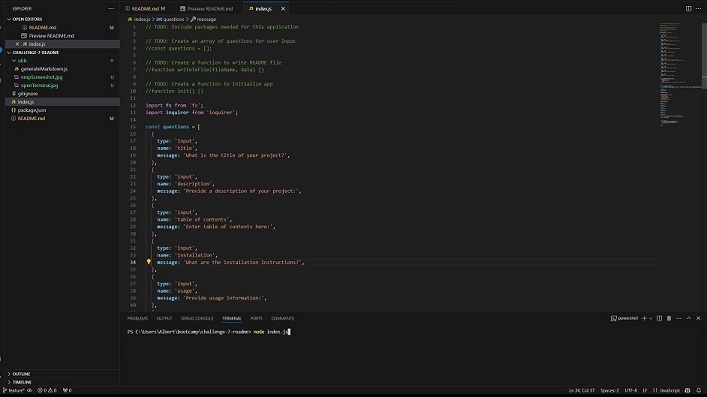 EXPLORER
OPEN EDITORS
README.md
Preview README.md
index.js
CHALLENGE-7-README
utils
generateMarkdown.js
nmpScreenshot.jpg
U
openTerminal.jpg
U
.gitignore
index.js
package.json
README.md
M
OUTLINE
TIMELINE
README.md M
Preview README.md
index.js
index.js > questions > message
1 // TODO: Include packages needed for this application
2
3 // TODO: Create an array of questions for user input
4 //const questions = [];
5
6 // TODO: Create a function to write README file
7 //function writeToFile(fileName, data) {}
8
9 // TODO: Create a function to initialize app
10 //function init() {}
11
12 import fs from 'fs';
13 import inquirer from 'inquirer';
14
15 const questions = [
16 {
17 type: 'input',
18 name: 'title',
19 message: 'What is the title of your project?',
20 },
21 {
22 type: 'input',
23 name: 'description',
24 message: 'Provide a description of your project:',
25 },
26 {
27 type: 'input',
28 name: 'table of contents',
29 message: 'Enter table of contents here:',
30 },
31 {
32 type: 'input',
33 name: 'installation',
34 message: 'What are the installation instructions?',
35 },
36 {
37 type: 'input',
38 name: 'usage',
39 message: 'Provide usage information:',
40 },
PROBLEMS OUTPUT DEBUG CONSOLE TERMINAL PORTS COMMENTS
powershell
PS C:\Users\Albert\bootcamp\challenge-7-readme> node index.js
feature* 0 0 0
Ln 34, Col 37 Spaces: 2 UTF-8 LF {} JavaScript